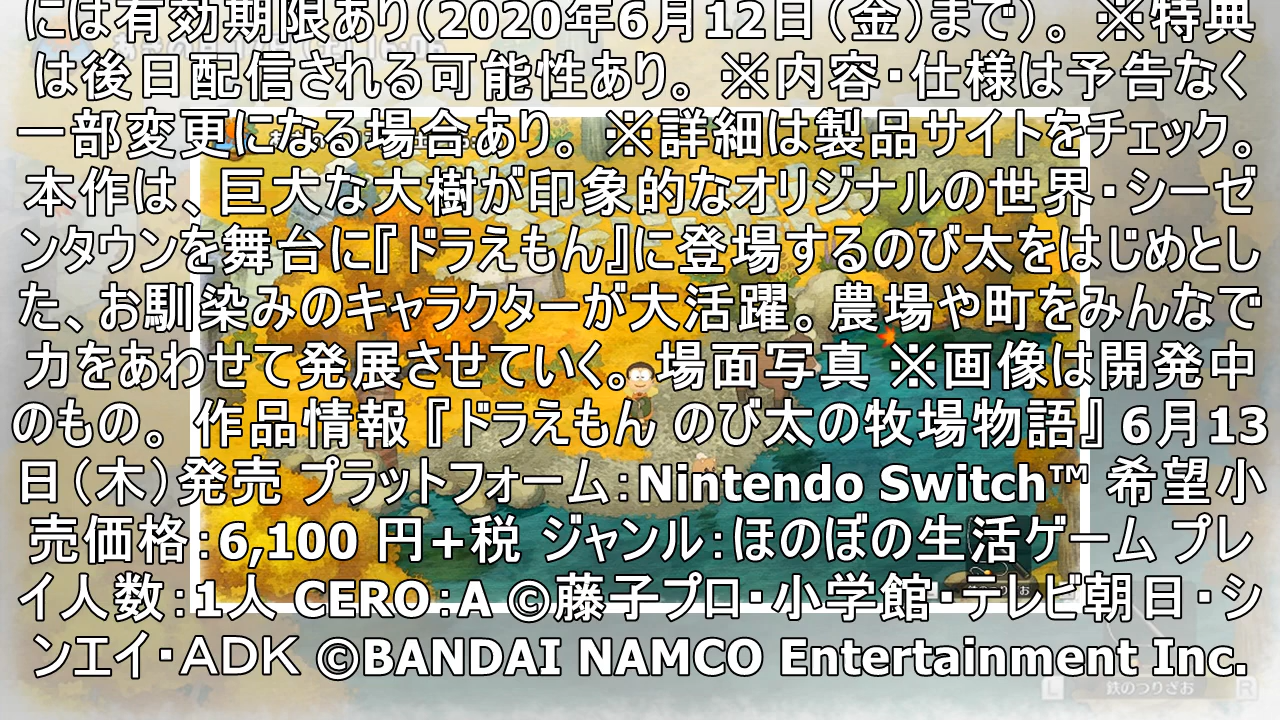 には有効期限あり（2020年6月12日（金）まで）。 ※特典
は後日配信される可能性あり。 ※内容・仕様は予告なく
一部変更になる場合あり。 ※詳細は製品サイトをチェック。
本作は、巨大な大樹が印象的なオリジナルの世界・シーゼ
ンタウンを舞台に『ドラえもん』に登場するのび太をはじめとし
た、お馴染みのキャラクターが大活躍。農場や町をみんなで
力をあわせて発展させていく。 場面写真 ※画像は開発中
のもの。 作品情報 『ドラえもん のび太の牧場物語』 6月13
日（木）発売 プラットフォーム：Nintendo Switch™ 希望小
売価格：6,100 円＋税 ジャンル：ほのぼの生活ゲーム プレ
イ人数：1人 CERO：A ©藤子プロ・小学館・テレビ朝日・シ
ンエイ・ＡＤＫ ©BANDAI NAMCO Entertainment Inc.
L 鉄のつりざお R